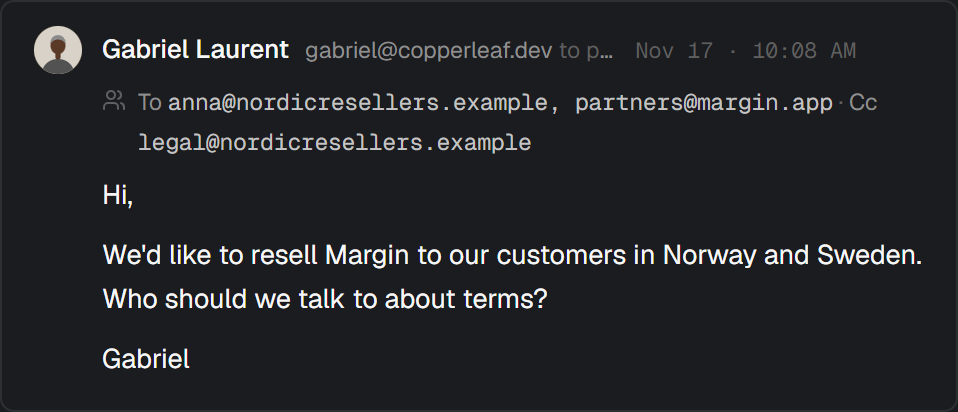 Gabriel Laurent gabriel@copperleaf.dev to p... Nov 17 · 10:08 AM
To anna@nordicresellers.example, partners@margin.app · Cc
legal@nordicresellers.example
Hi,
We'd like to resell Margin to our customers in Norway and Sweden.
Who should we talk to about terms?
Gabriel